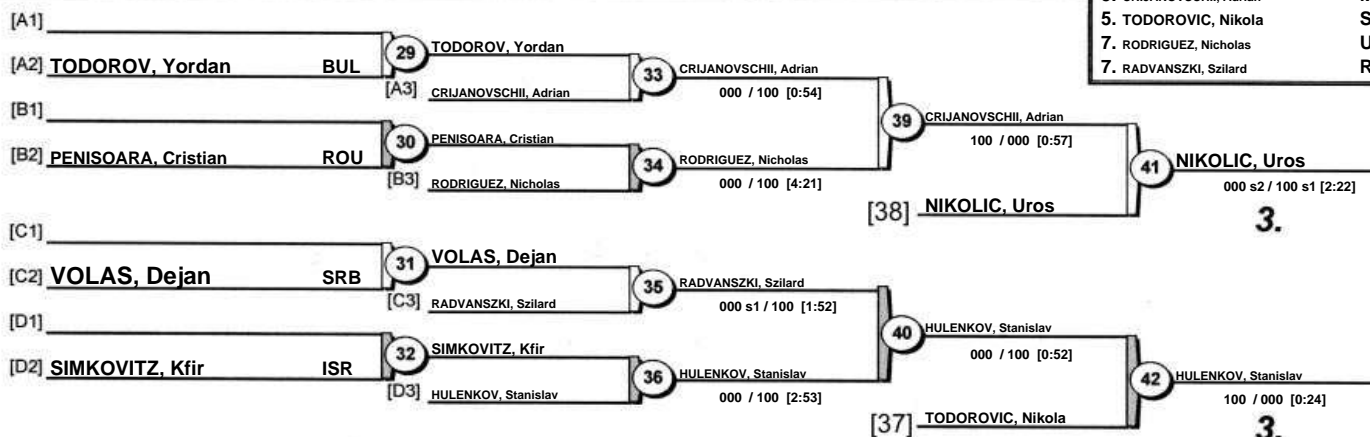 5. TODOROVIC, Nikola S
7. RODRIGUEZ, Nicholas U
7. RADVANSZKI, Szilard R
[A1]
29 TODOROV, Yordan
[A2] TODOROV, Yordan BUL
33 CRIJANOVSCHII, Adrian
[A3] CRIJANOVSCHII, Adrian
000 / 100 [0:54]
[B1]
39 CRIJANOVSCHII, Adrian
100 / 000 [0:57]
30 PENISOARA, Cristian
[B2] PENISOARA, Cristian ROU
34 RODRIGUEZ, Nicholas
[B3] RODRIGUEZ, Nicholas
000 / 100 [4:21]
41 NIKOLIC, Uros
000 s2 / 100 s1 [2:22]
[38] NIKOLIC, Uros
3.
[C1]
31 VOLAS, Dejan
[C2] VOLAS, Dejan SRB
35 RADVANSZKI, Szilard
[C3] RADVANSZKI, Szilard
000 s1 / 100 [1:52]
[D1]
40 HULENKOV, Stanislav
000 / 100 [0:52]
32 SIMKOVITZ, Kfir
[D2] SIMKOVITZ, Kfir ISR
36 HULENKOV, Stanislav
[D3] HULENKOV, Stanislav
000 / 100 [2:53]
42 HULENKOV, Stanislav
100 / 000 [0:24]
[37] TODOROVIC, Nikola
3.